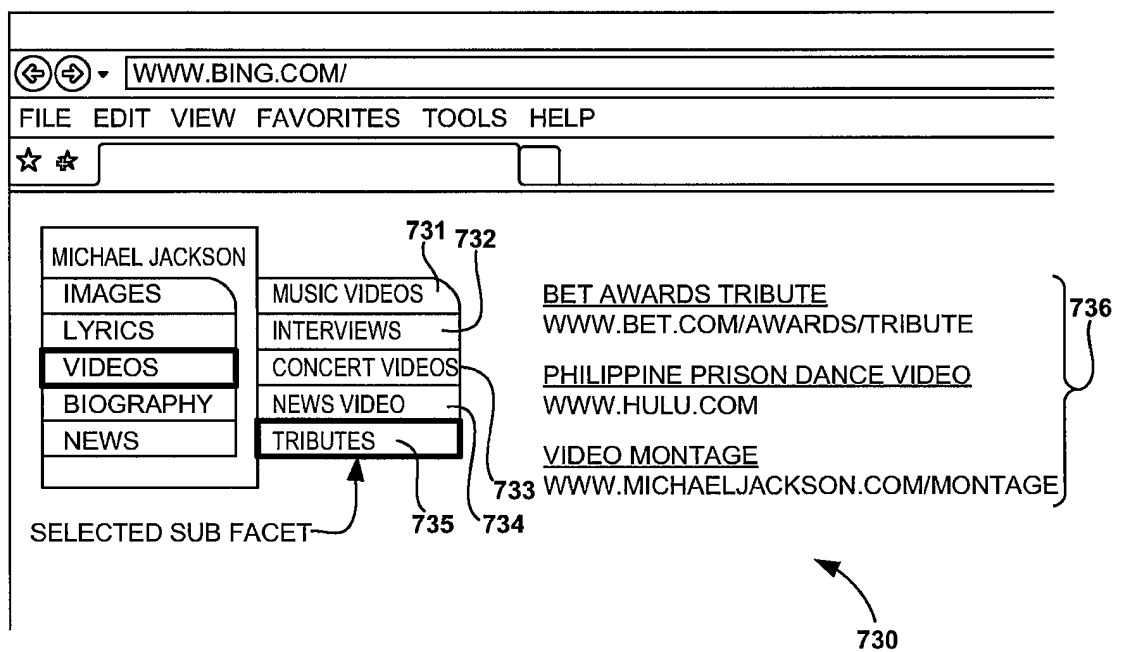 WWW.BING.COM/
FILE EDIT VIEW FAVORITES TOOLS HELP
731 732
MICHAEL JACKSON
IMAGES
LYRICS
VIDEOS
BIOGRAPHY
NEWS
MUSIC VIDEOS
INTERVIEWS
CONCERT VIDEOS
NEWS VIDEO
TRIBUTES
BET AWARDS TRIBUTE
WWW.BET.COM/AWARDS/TRIBUTE
PHILIPPINE PRISON DANCE VIDEO
WWW.HULU.COM
VIDEO MONTAGE
WWW.MICHAELJACKSON.COM/MONTAGE
736
733
735 734
SELECTED SUB FACET
730